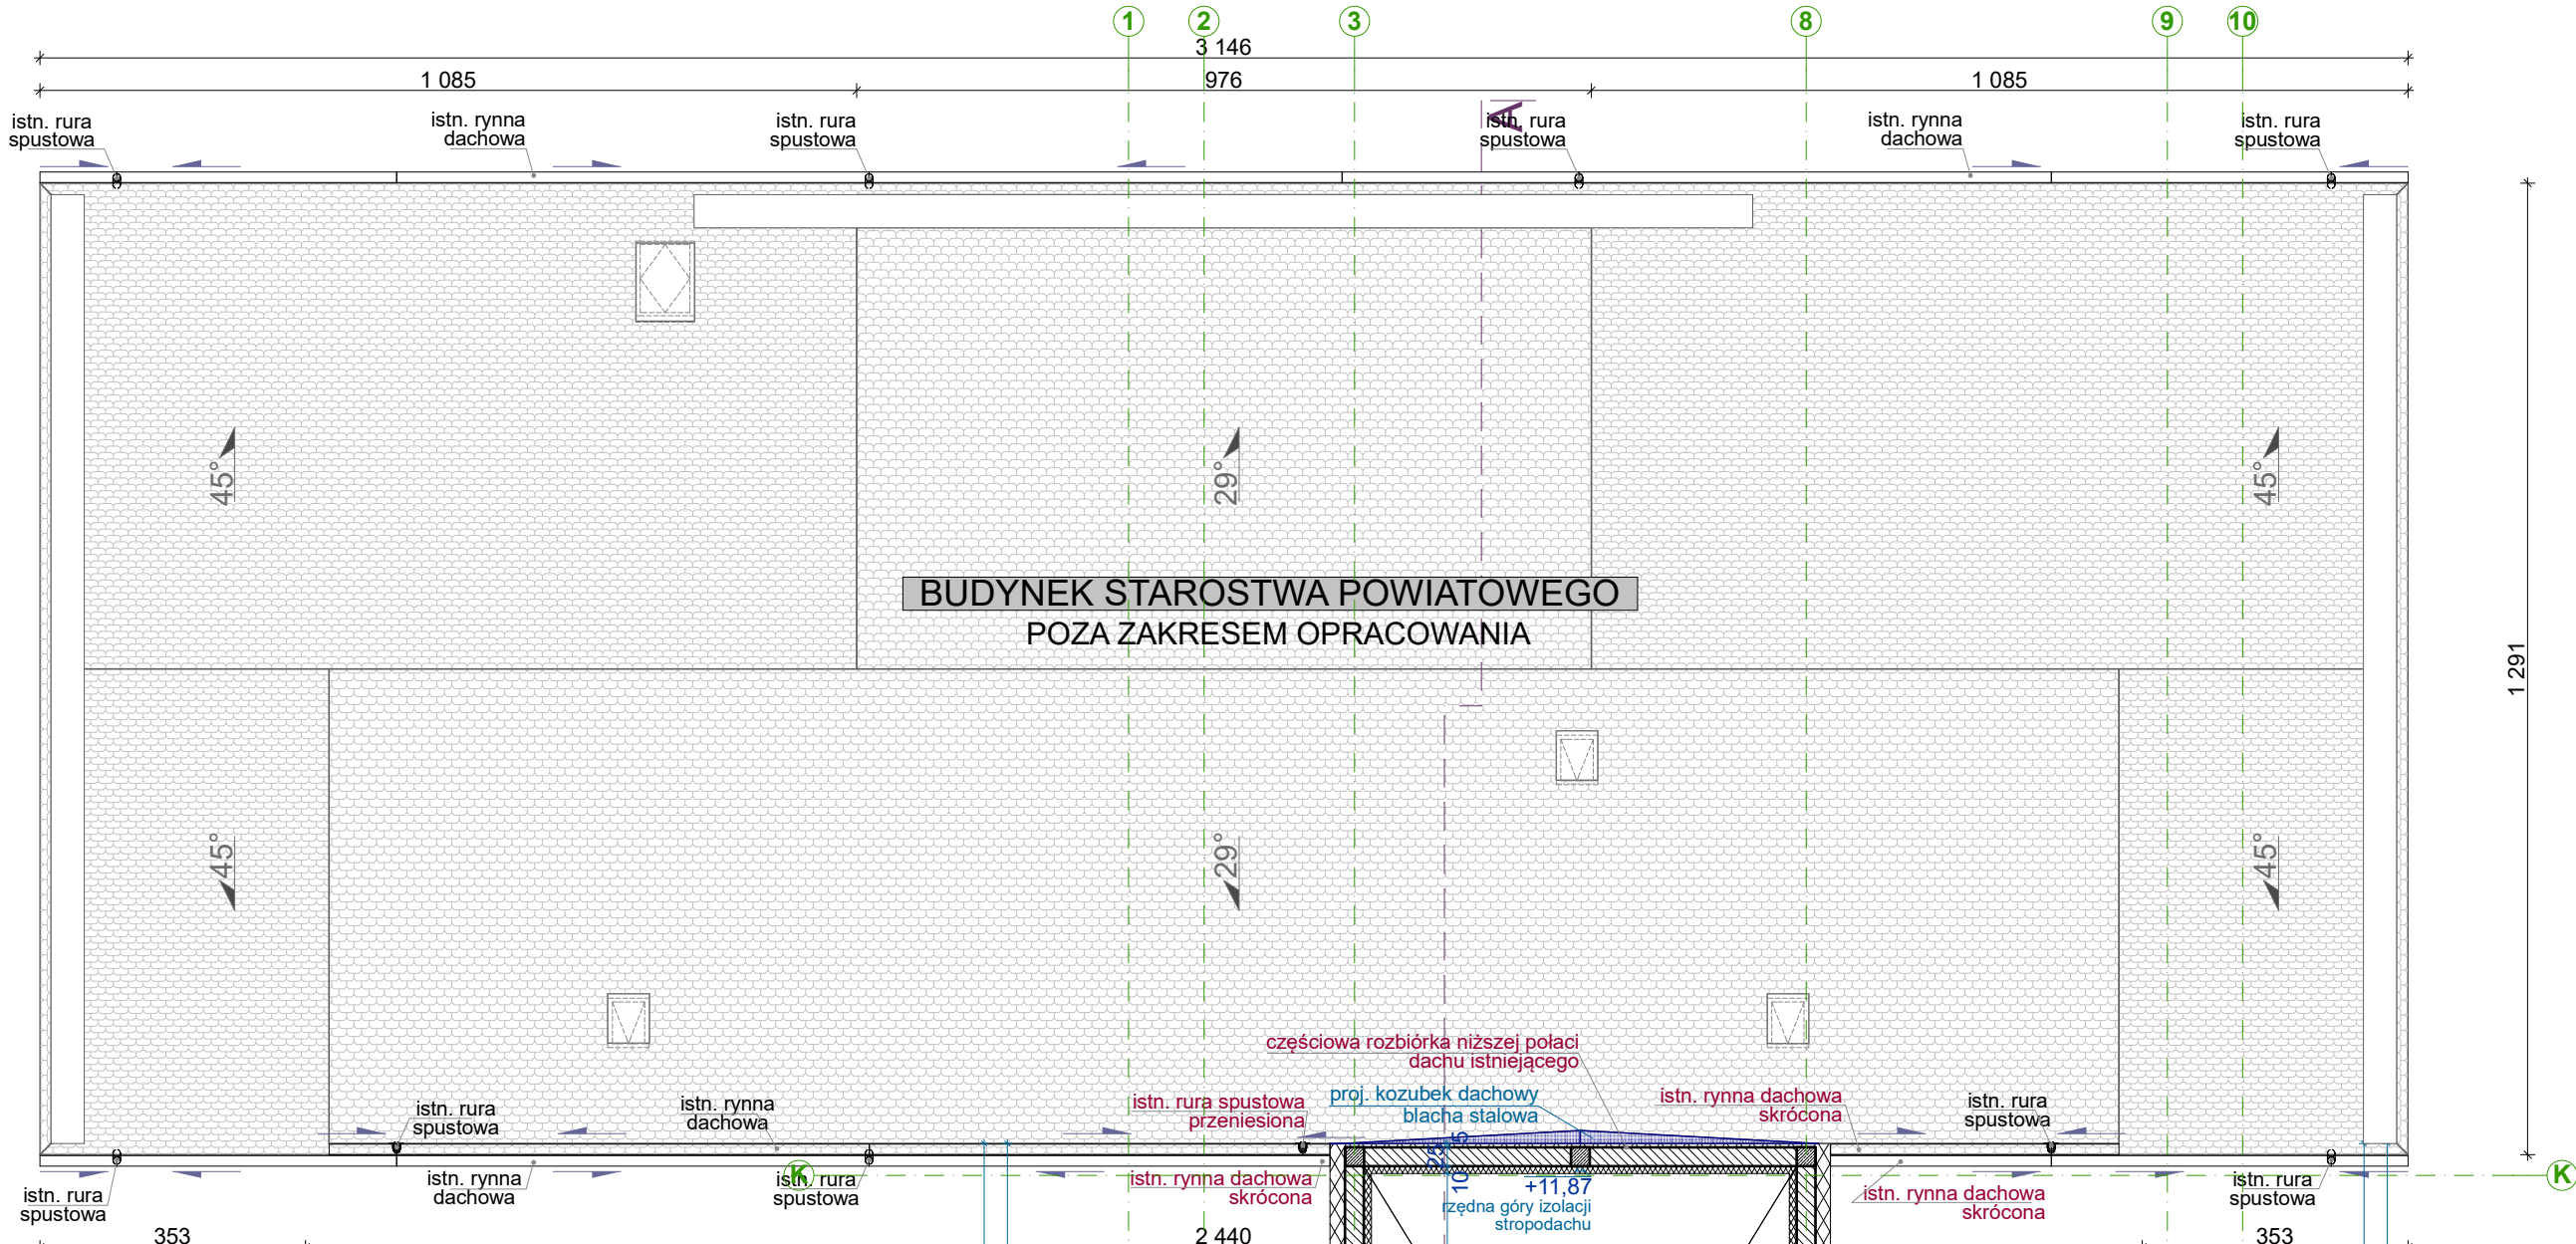 1
2
3
8
9
10
3 146
1 085
976
1 085
A
istn. rura
spustowa
istn. rynna
dachowa
istn. rura
spustowa
istn. rura
spustowa
istn. rynna
dachowa
istn. rura
spustowa
45°
29°
45°
BUDYNEK STAROSTWA POWIATOWEGO
POZA ZAKRESEM OPRACOWANIA
1 291
45°
29°
45°
częściowa rozbiórka niższej połaci
dachu istniejącego
proj. kozubek dachowy
blacha stalowa
istn. rura
spustowa
istn. rynna
dachowa
istn. rura spustowa
przeniesiona
istn. rynna dachowa
skrócona
istn. rura
spustowa
istn. rura
spustowa
istn. rynna
dachowa
K
istn. rura
spustowa
istn. rynna dachowa
skrócona
25
5
10
+11,87
rzędna góry izolacji
stropodachu
istn. rynna dachowa
skrócona
istn. rura
spustowa
K
353
2 440
353